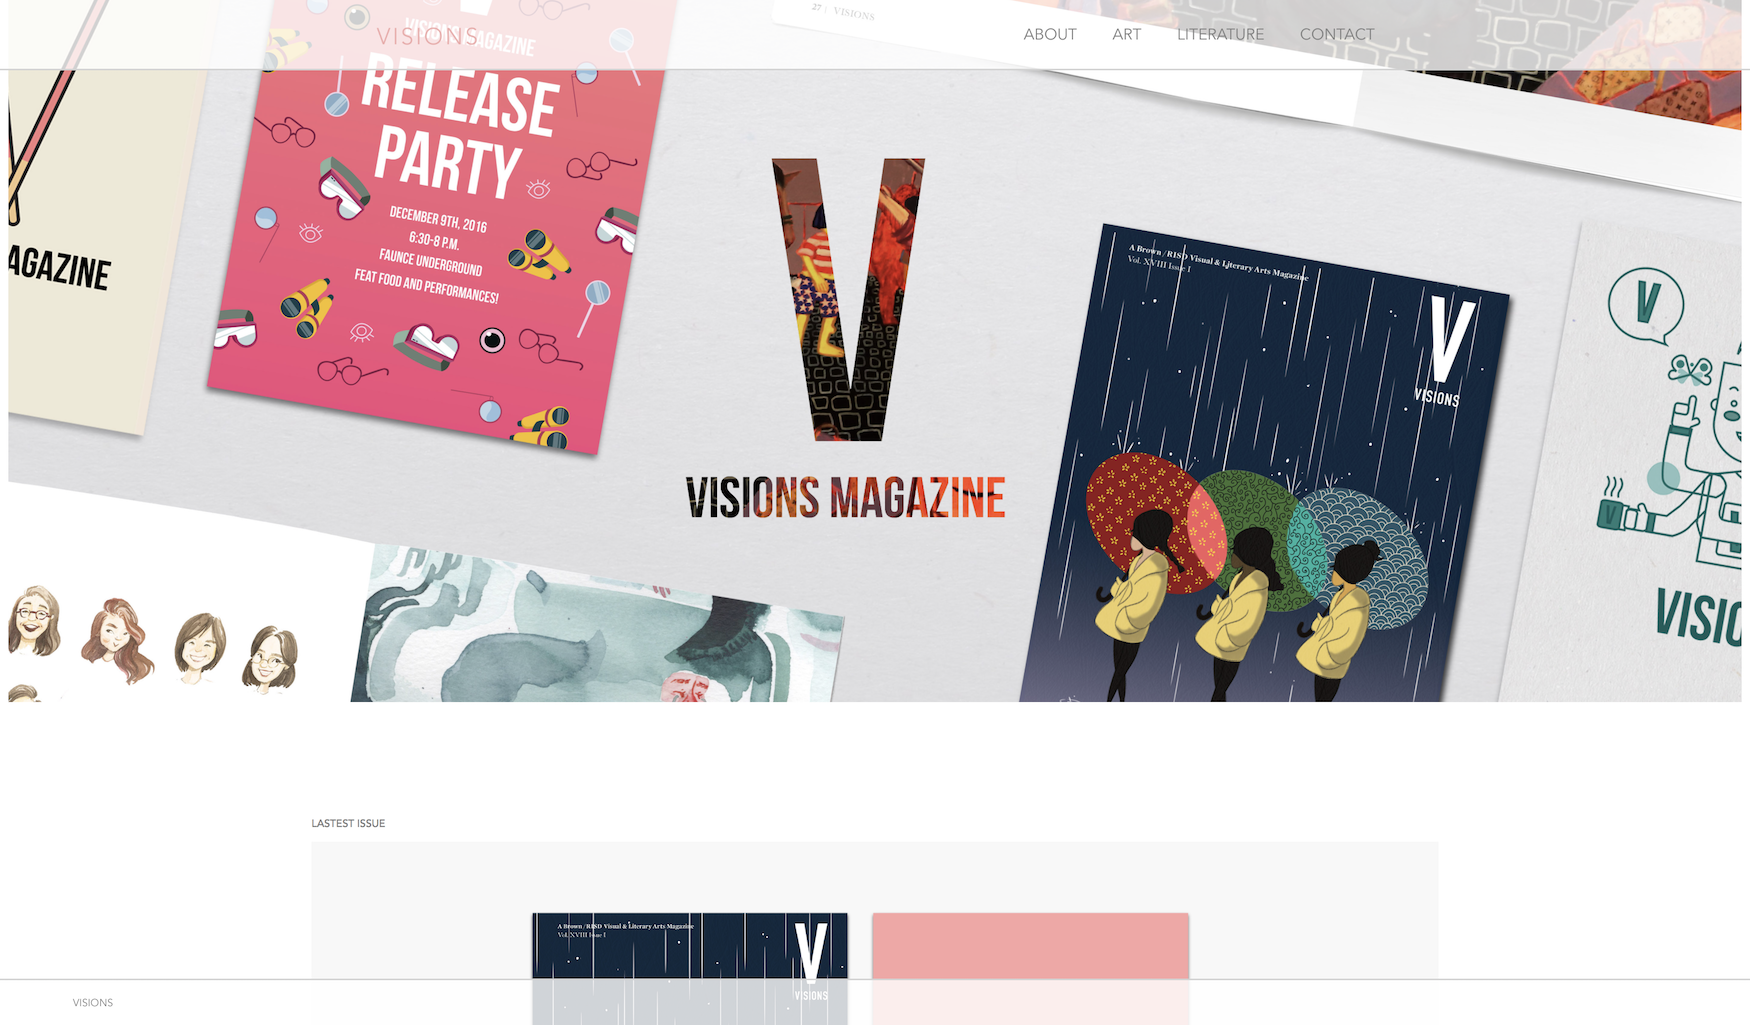 VISIONS
ABOUT
ART
LITERATURE
CONTACT
27 | VISIONS
VISIONS MAGAZINE
RELEASE
PARTY
DECEMBER 9TH, 2016
6:30-8 P.M.
FAUNCE UNDERGROUND
FEAT FOOD AND PERFORMANCES!
AGAZINE
V
VISIONS MAGAZINE
A Brown/RISD Visual & Literary Arts Magazine
Vol. XVIII Issue I
V
VISIONS
V
VISIO
LASTEST ISSUE
A Brown/RISD Visual & Literary Arts Magazine
Vol. XVIII Issue I
V
VISIONS
VISIONS